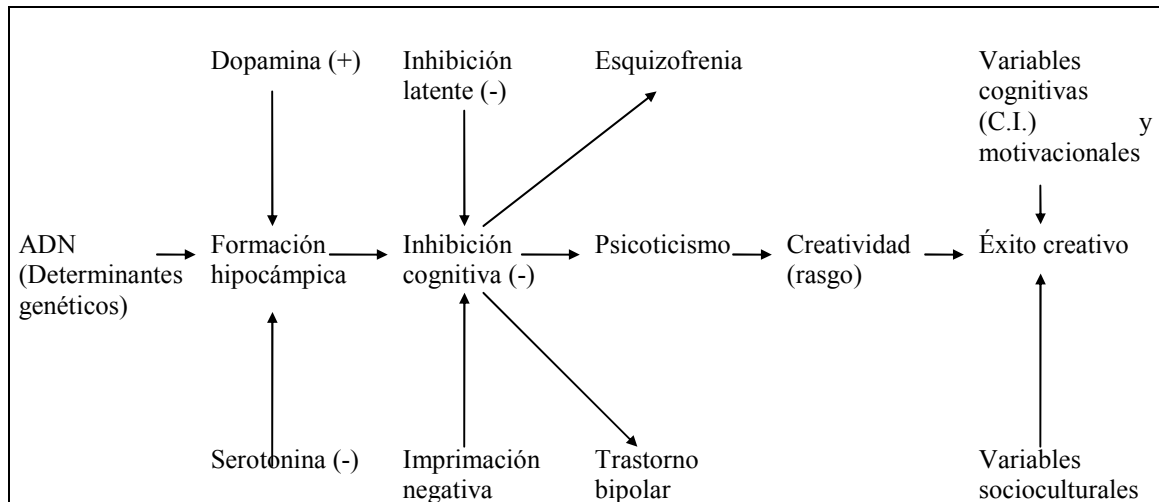 Dopamina (+)
Inhibición
latente (-)
Esquizofrenia
Variables
cognitivas
(C.I.) y
motivacionales
ADN
(Determinantes
genéticos)
Formación
hipocámpica
Inhibición
cognitiva (-)
Psicoticismo
Creatividad
(rasgo)
Éxito creativo
Serotonina (-)
Imprimación
negativa
Trastorno
bipolar
Variables
socioculturales